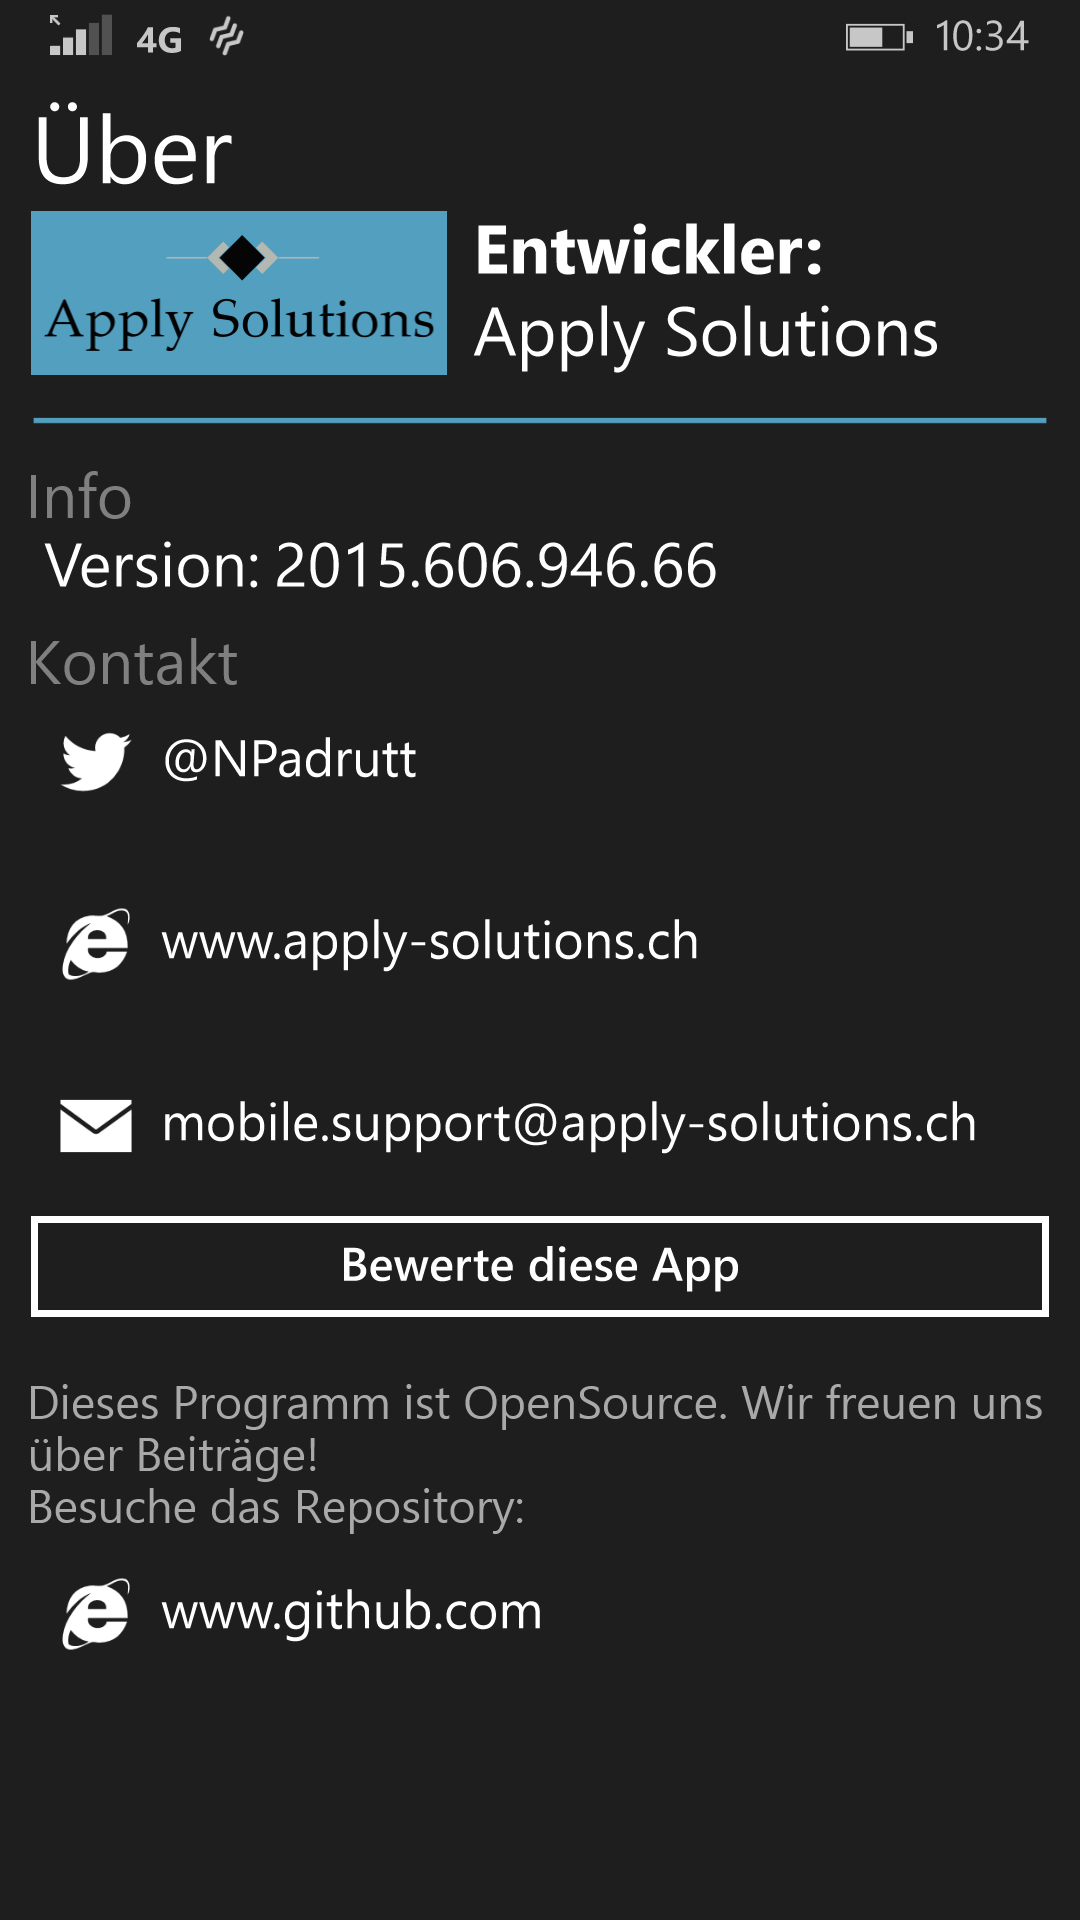 4G 10:34
Über
Apply Solutions
Entwickler:
Apply Solutions
Info
Version: 2015.606.946.66
Kontakt
@NPadrutt
www.apply-solutions.ch
mobile.support@apply-solutions.ch
Bewerte diese App
Dieses Programm ist OpenSource. Wir freuen uns
über Beiträge!
Besuche das Repository:
www.github.com